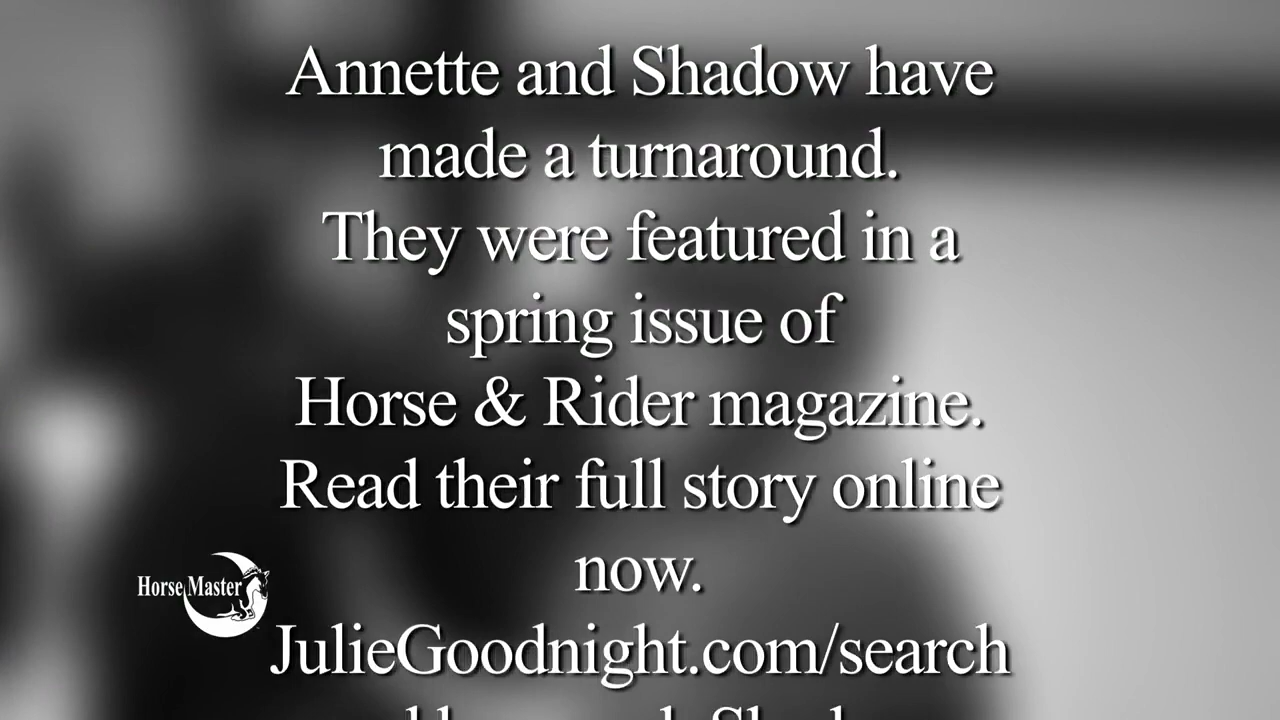 Annette and Shadow have
made a turnaround.
They were featured in a
spring issue of
Horse & Rider magazine.
Read their full story online
now.
Horse Master
JulieGoodnight.com/search